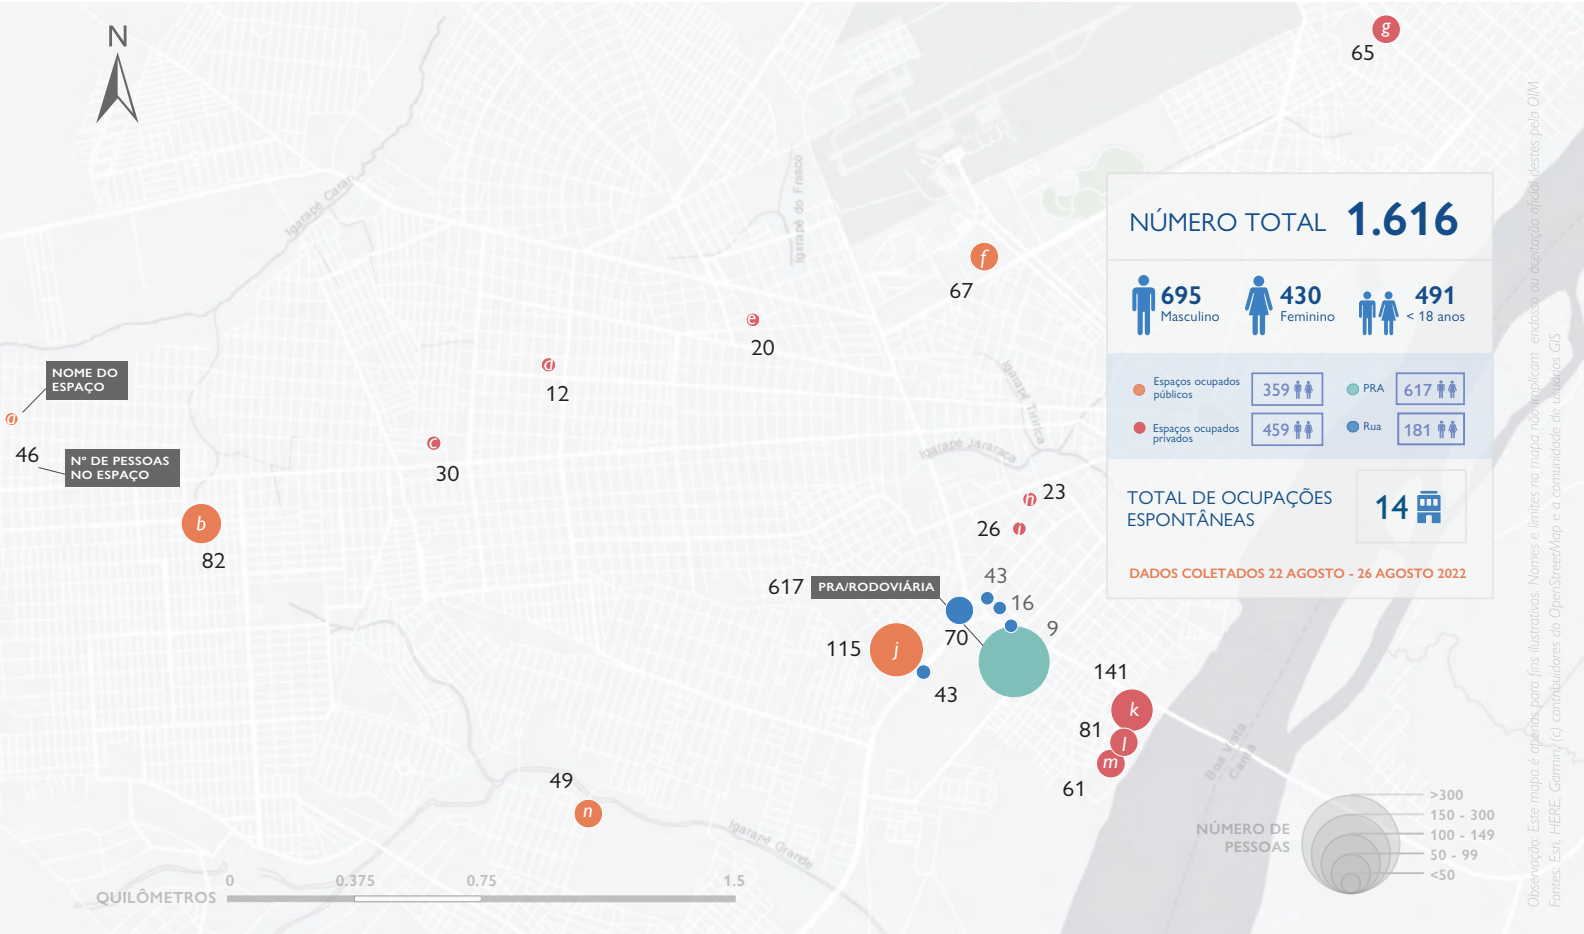 N
g
65
Igarapé Caran
Igarapé do Frasco
NÚMERO TOTAL 1.616
695
Masculino
430
Feminino
491
< 18 anos
f
67
e
20
d
12
NOME DO
ESPAÇO
a
46
Nº DE PESSOAS
NO ESPAÇO
c
30
b
82
Igarapé Tiririca
Igarapé Jararaca
Espaços ocupados
públicos
359
PRA
617
Espaços ocupados
privados
459
Rua
181
TOTAL DE OCUPAÇÕES
ESPONTÂNEAS
14
DADOS COLETADOS 22 AGOSTO - 26 AGOSTO 2022
h
23
26
i
43
16
9
617
PRA/RODOVIÁRIA
70
115
j
43
141
k
81
l
m
61
49
n
Igarapé Grande
Boa Vista
Cantá
NÚMERO DE
PESSOAS
>300
150 - 300
100 - 149
50 - 99
<50
0
0.375
0.75
1.5
QUILÔMETROS
Observação: Este mapa é apenas para fins ilustrativos. Nomes e limites no mapa não implicam endosso ou aceitação oficial destes pela OIM.
Fontes: Esri, HERE, Garmin, (c) contribuidores do OpenStreetMap e a comunidade de usuários GIS